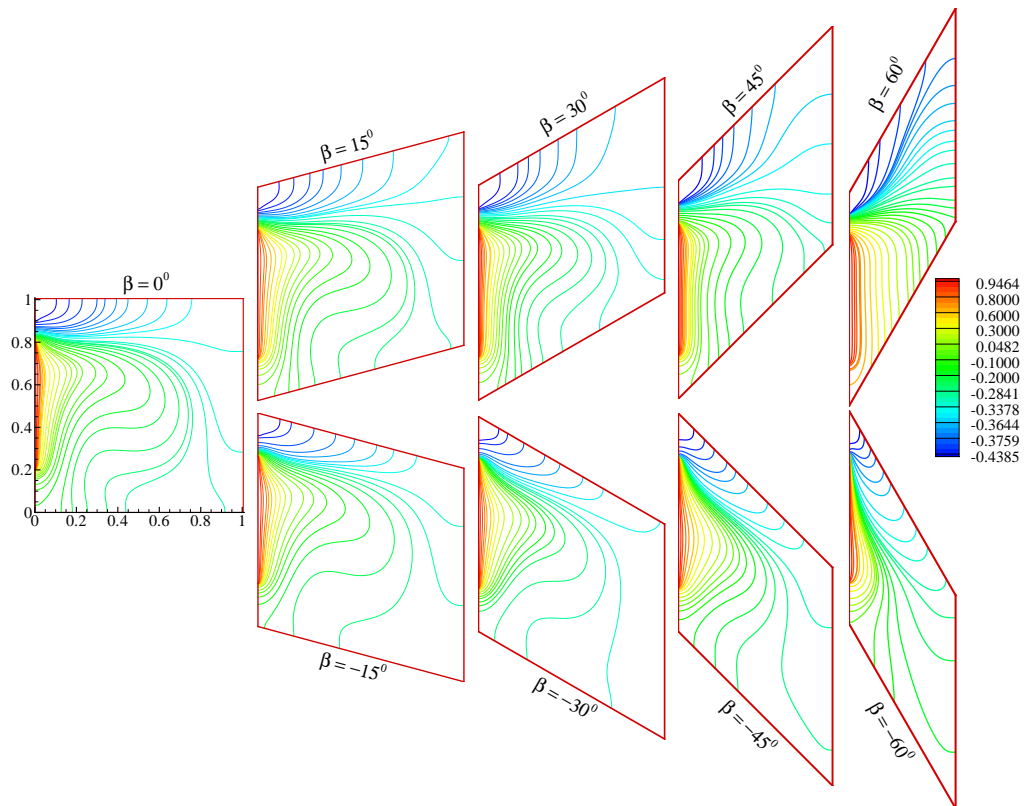 β = 15⁰
β = 30⁰
β = 45⁰
β = 60⁰
β = 0⁰
1
0.8
0.6
0.4
0.2
0
0 0.2 0.4 0.6 0.8 1
0.9464
0.8000
0.6000
0.3000
0.0482
-0.1000
-0.2000
-0.2841
-0.3378
-0.3644
-0.3759
-0.4385
β = −15⁰
β = −30⁰
β = −45⁰
β = −60⁰